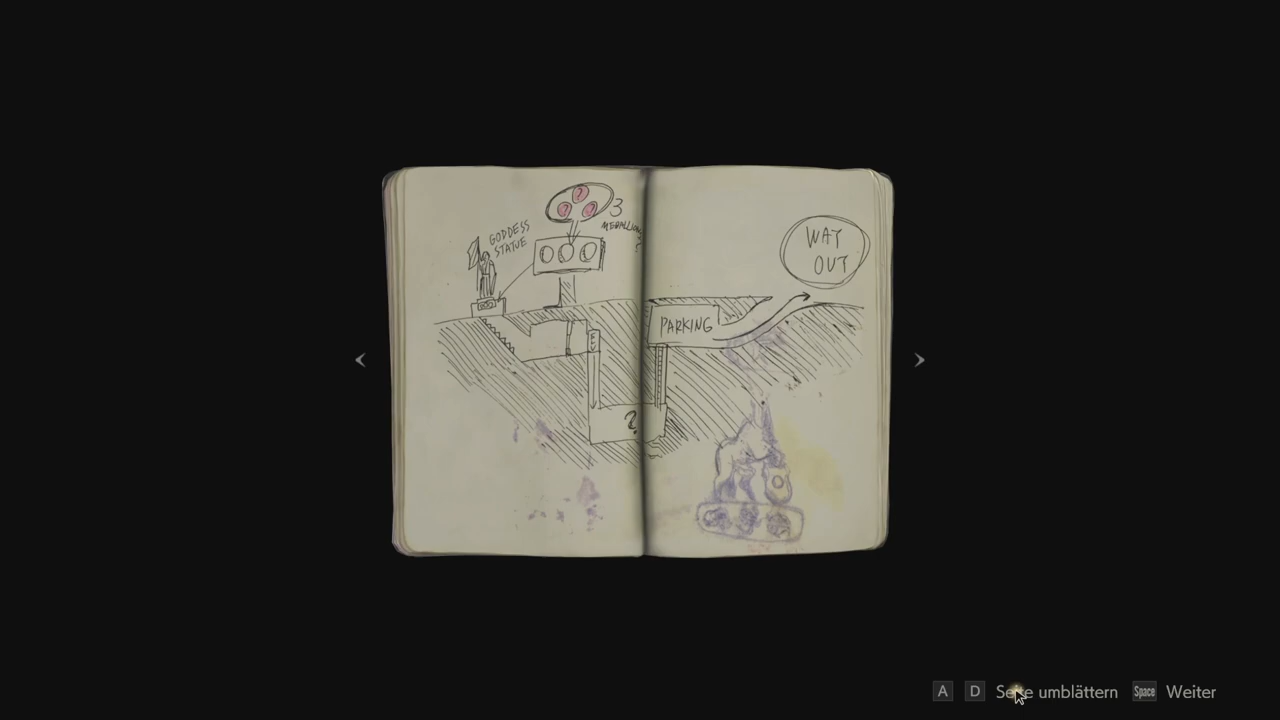 3
MEDALLIONS
?
GODDESS
STATUE
WAY
OUT
PARKING
?
A D Seite umblättern Space Weiter